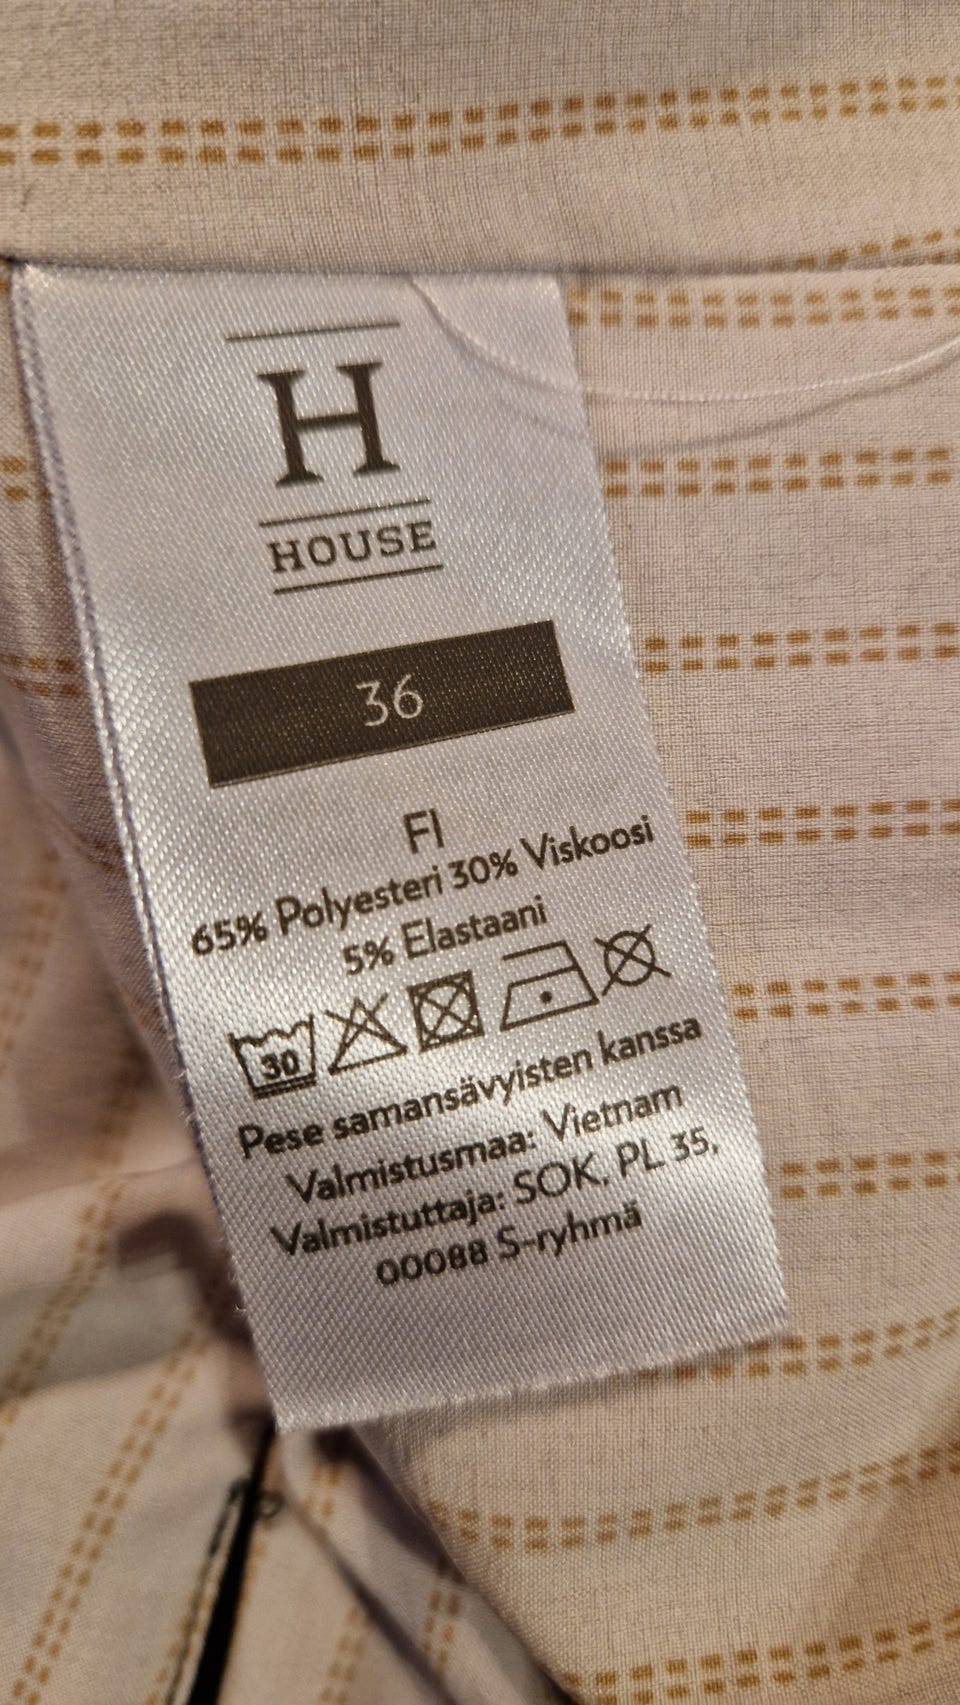 H
HOUSE
36
FI
65% Polyesteri 30% Viskoosi
5% Elastaani
30
Pese samansävyisten kanssa
Valmistusmaa: Vietnam
Valmistuttaja: SOK, PL 35,
00088 S-ryhmä